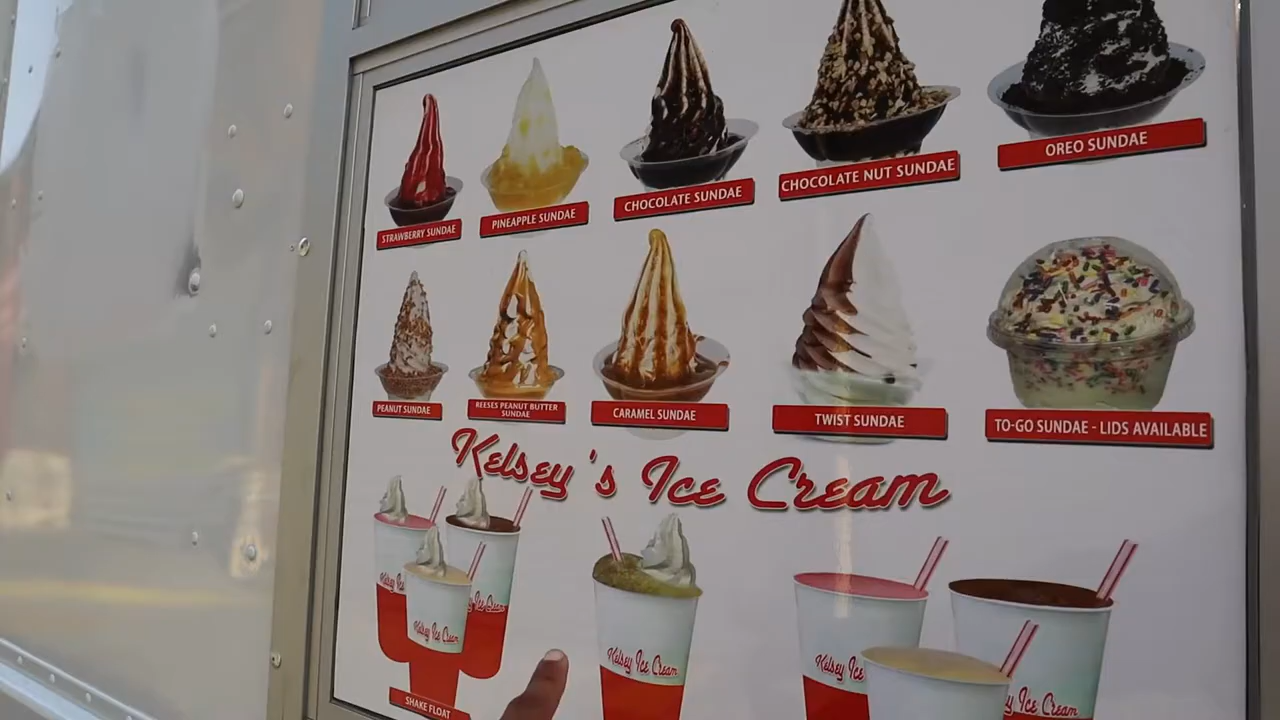 STRAWBERRY SUNDAE
PINEAPPLE SUNDAE
CHOCOLATE SUNDAE
CHOCOLATE NUT SUNDAE
OREO SUNDAE
PEANUT SUNDAE
REESES PEANUT BUTTER
SUNDAE
CARAMEL SUNDAE
TWIST SUNDAE
TO-GO SUNDAE - LIDS AVAILABLE
Kelsey's Ice Cream
Kelsey Ice Cream
Kelsey Ice Cream
Kelsey Ice
Ice Cream
SHAKE FLOAT